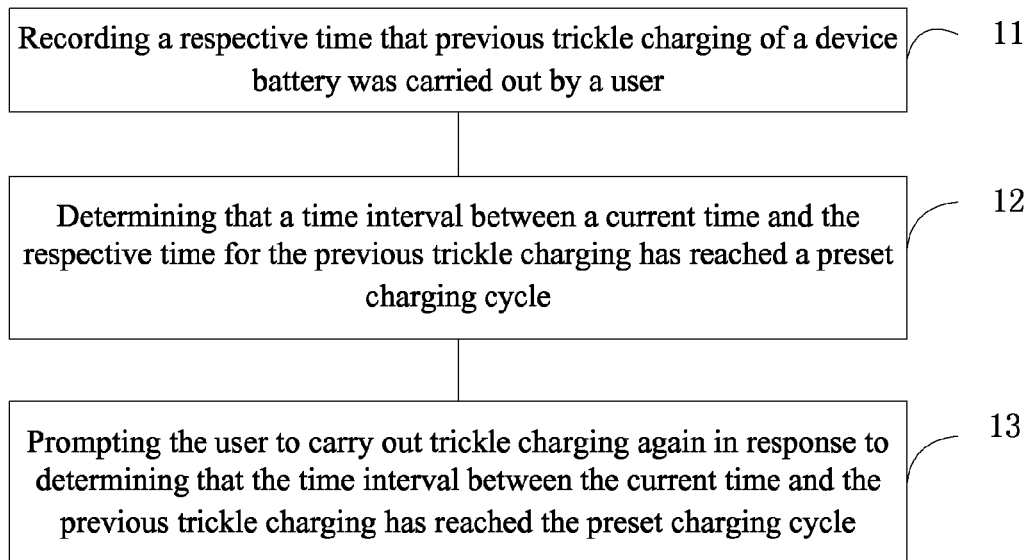 Recording a respective time that previous trickle charging of a device
battery was carried out by a user
11
Determining that a time interval between a current time and the
respective time for the previous trickle charging has reached a preset
charging cycle
12
Prompting the user to carry out trickle charging again in response to
determining that the time interval between the current time and the
previous trickle charging has reached the preset charging cycle
13